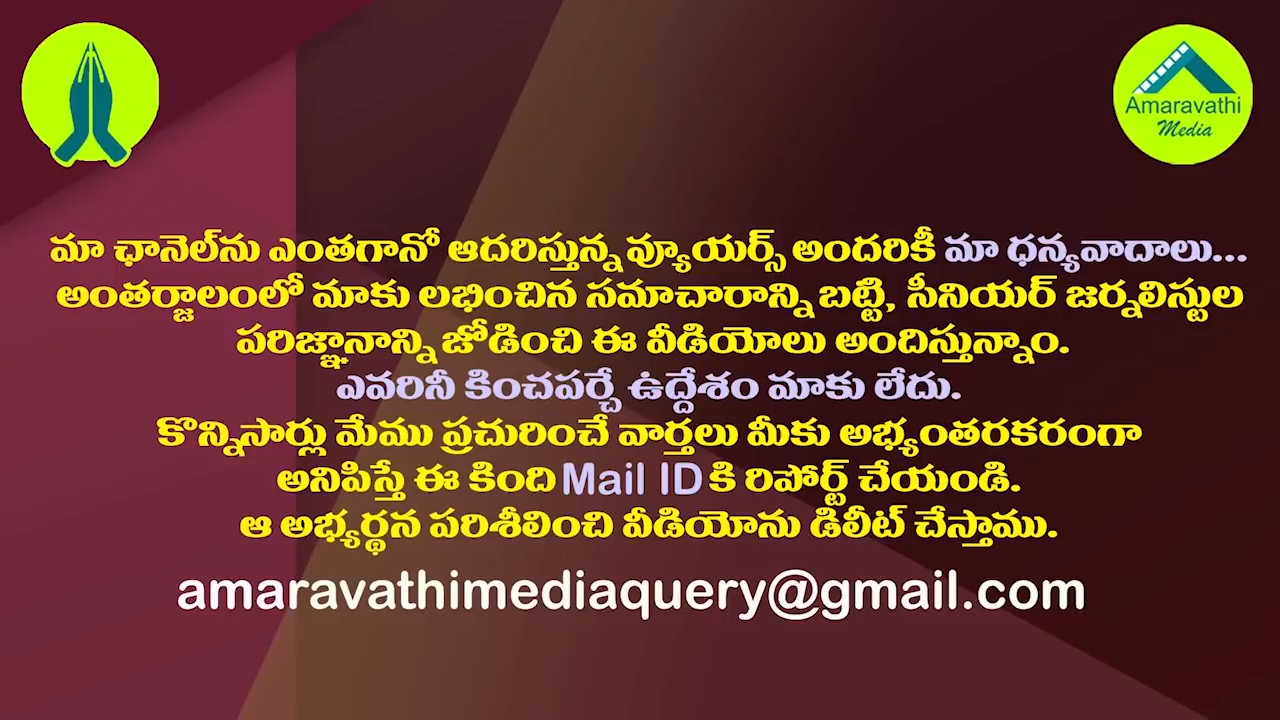 Amaravathi
Media
మా ఛానెల్‌ను ఎంతగానో ఆదరిస్తున్న వ్యూయర్స్ అందరికీ మా ధన్యవాదాలు...
అంతర్జాలంలో మాకు లభించిన సమాచారాన్ని బట్టి, సీనియర్ జర్నలిస్టుల
పరిజ్ఞానాన్ని జోడించి ఈ వీడియోలు అందిస్తున్నాం.
ఎవరినీ కించపర్చే ఉద్దేశం మాకు లేదు.
కొన్నిసార్లు మేము ప్రచురించే వార్తలు మీకు అభ్యంతరకరంగా
అనిపిస్తే ఈ కింది Mail ID కి రిపోర్ట్ చేయండి.
ఆ అభ్యర్థన పరిశీలించి వీడియోను డిలీట్ చేస్తాము.
amaravathimediaquery@gmail.com